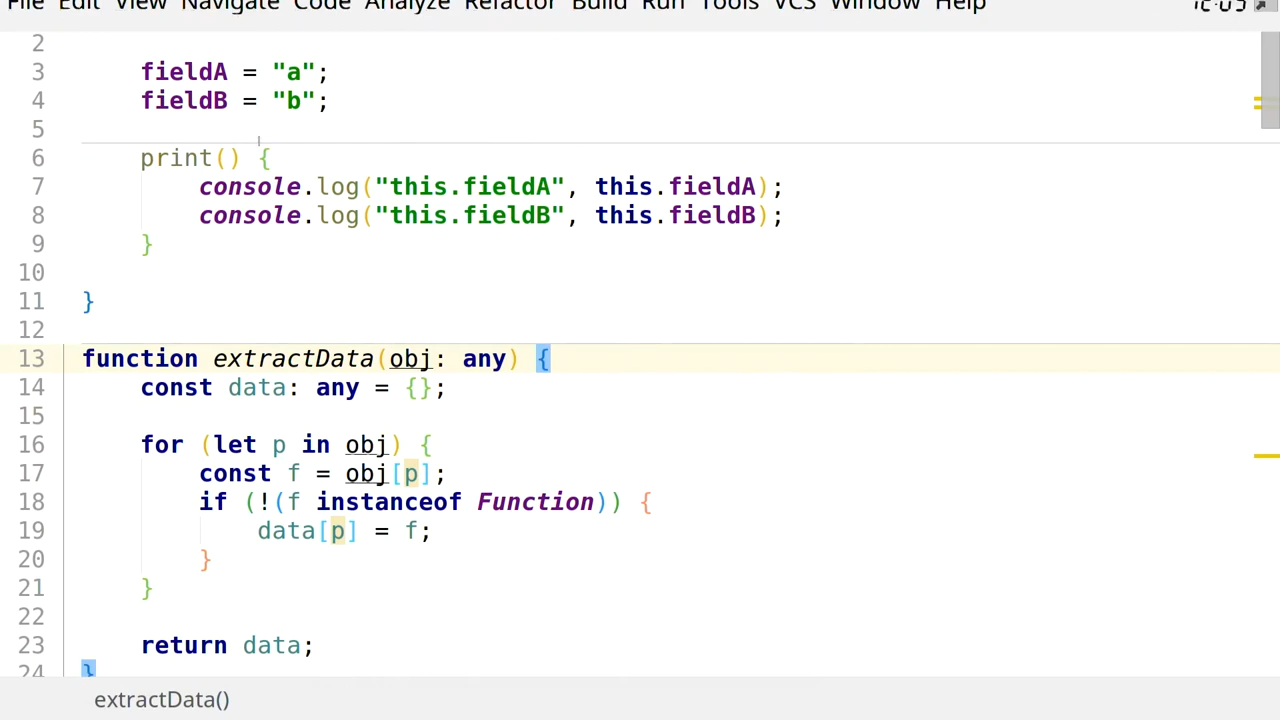 File Edit View Navigate Code Analyze Refactor Build Run Tools VCS Window Help
2
3 fieldA = "a";
4 fieldB = "b";
5
6 print() {
7 console.log("this.fieldA", this.fieldA);
8 console.log("this.fieldB", this.fieldB);
9 }
10
11 }
12
13 function extractData(obj: any) {
14 const data: any = {};
15
16 for (let p in obj) {
17 const f = obj[p];
18 if (!(f instanceof Function)) {
19 data[p] = f;
20 }
21 }
22
23 return data;
24 }
extractData()